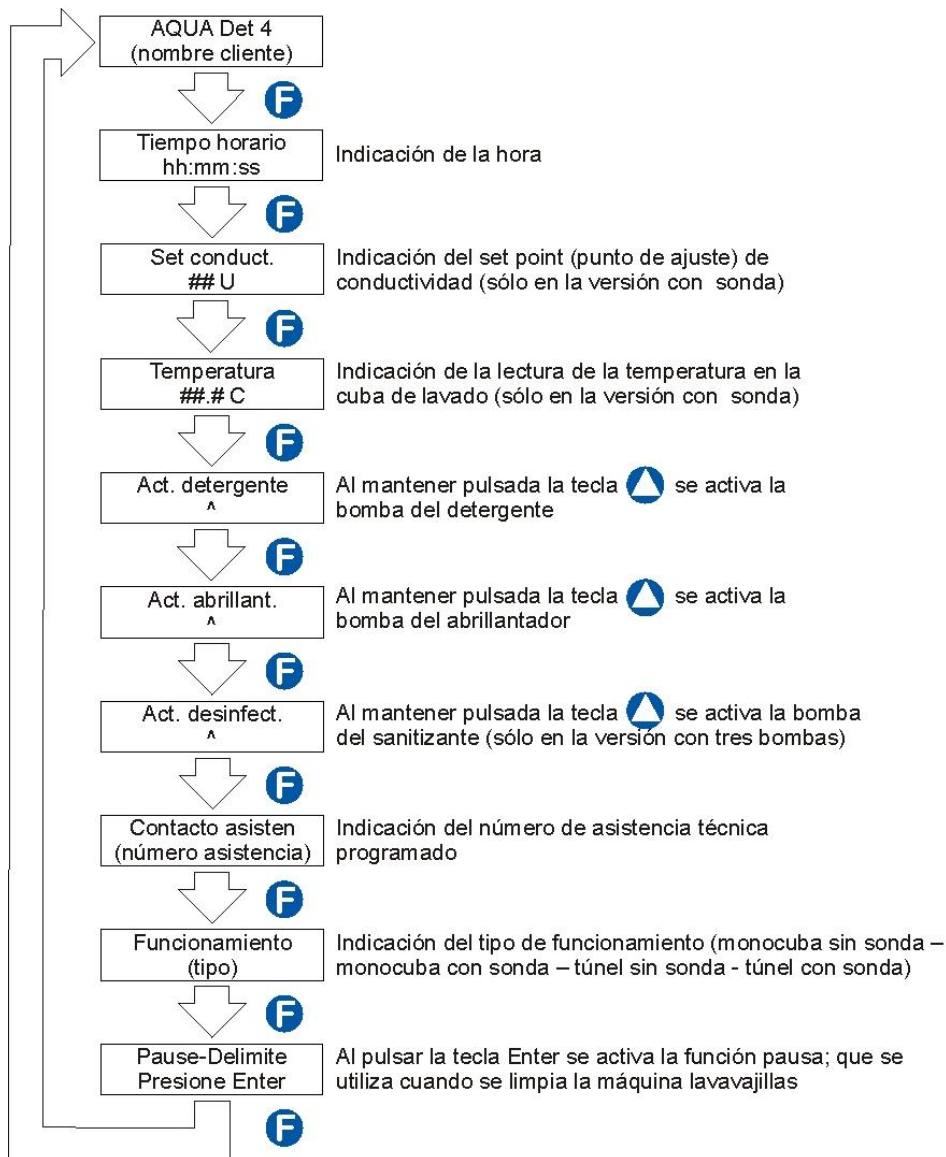 AQUA Det 4
(nombre cliente)
F
Tiempo horario
hh:mm:ss
Indicación de la hora
F
Set conduct.
## U
Indicación del set point (punto de ajuste) de
conductividad (sólo en la versión con sonda)
F
Temperatura
##.# C
Indicación de la lectura de la temperatura en la
cuba de lavado (sólo en la versión con sonda)
F
Act. detergente
^
Al mantener pulsada la tecla se activa la
bomba del detergente
F
Act. abrillant.
^
Al mantener pulsada la tecla se activa la
bomba del abrillantador
F
Act. desinfect.
^
Al mantener pulsada la tecla se activa la bomba
del sanitizante (sólo en la versión con tres bombas)
F
Contacto asisten
(número asistencia)
Indicación del número de asistencia técnica
programado
F
Funcionamiento
(tipo)
Indicación del tipo de funcionamiento (monocuba sin sonda –
monocuba con sonda – túnel sin sonda - túnel con sonda)
F
Pause-Delimite
Presione Enter
Al pulsar la tecla Enter se activa la función pausa; que se
utiliza cuando se limpia la máquina lavavajillas
F